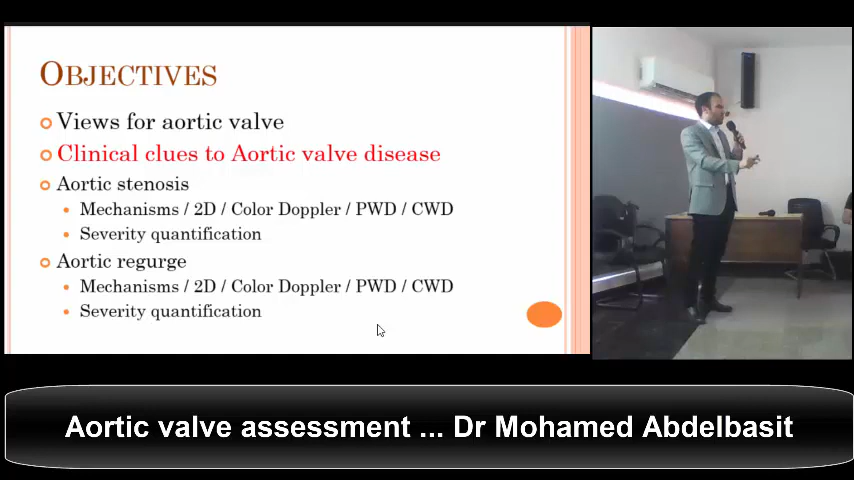 OBJECTIVES
Views for aortic valve
Clinical clues to Aortic valve disease
Aortic stenosis
Mechanisms / 2D / Color Doppler / PWD / CWD
Severity quantification
Aortic regurge
Mechanisms / 2D / Color Doppler / PWD / CWD
Severity quantification
Aortic valve assessment ... Dr Mohamed Abdelbasit